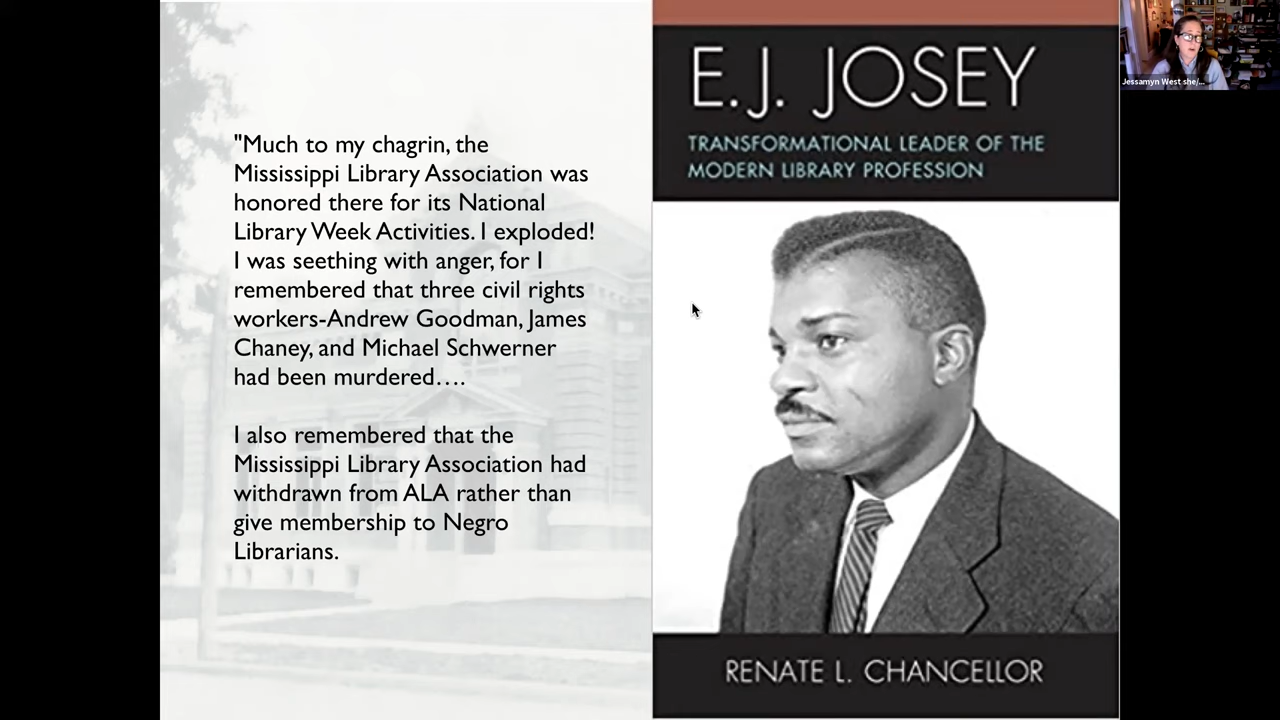 "Much to my chagrin, the
Mississippi Library Association was
honored there for its National
Library Week Activities. I exploded!
I was seething with anger, for I
remembered that three civil rights
workers-Andrew Goodman, James
Chaney, and Michael Schwerner
had been murdered….
I also remembered that the
Mississippi Library Association had
withdrawn from ALA rather than
give membership to Negro
Librarians.
E.J. JOSEY
TRANSFORMATIONAL LEADER OF THE
MODERN LIBRARY PROFESSION
RENATE L. CHANCELLOR
Jessamyn West she/...